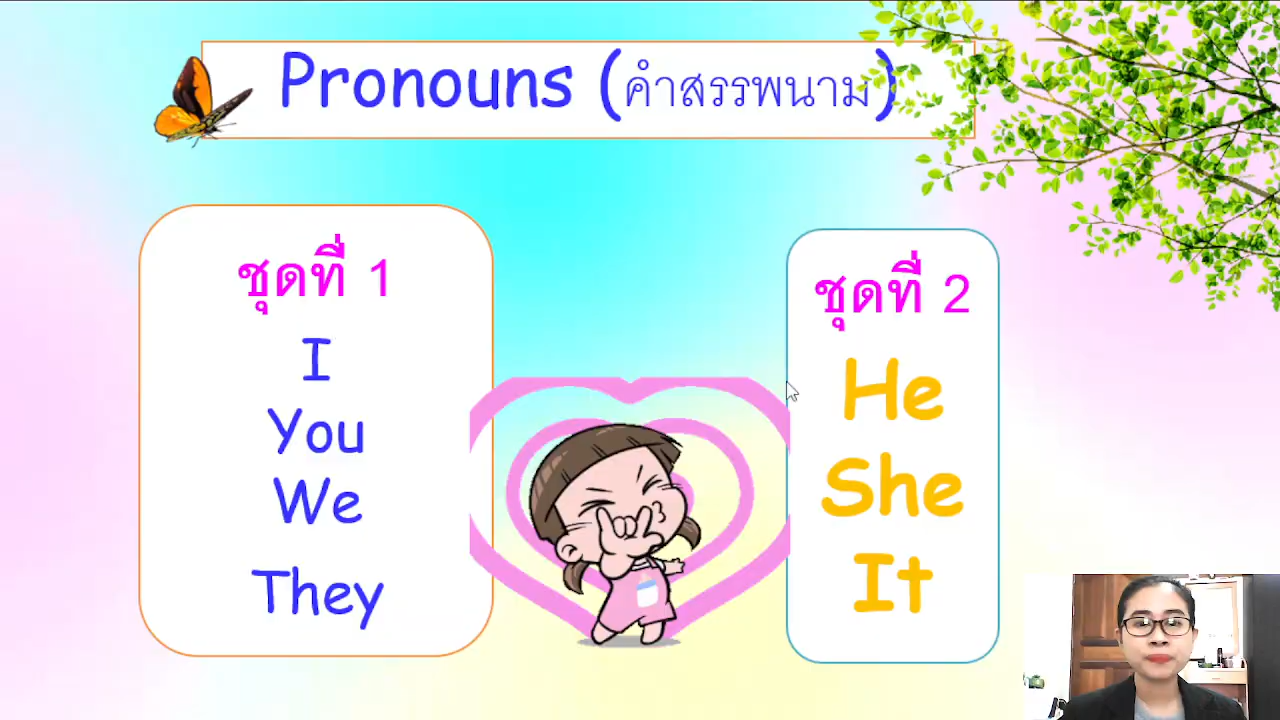 Pronouns (คำสรรพนาม)
ชุดที่ 1
I
You
We
They
ชุดที่ 2
He
She
It